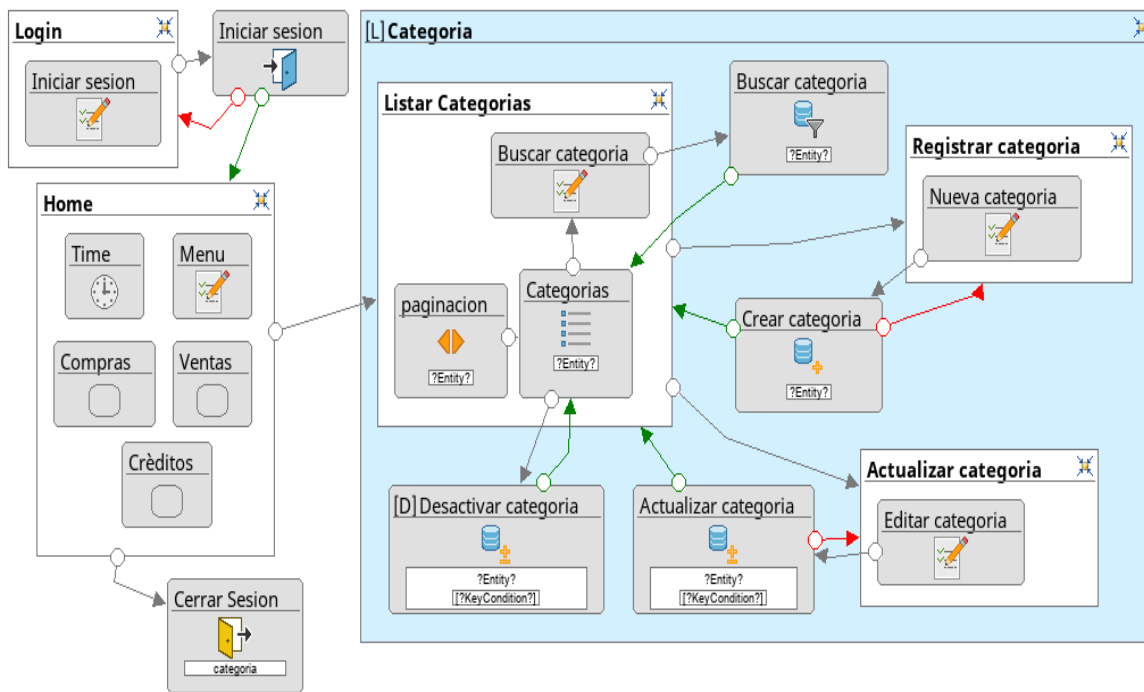 Login
Iniciar sesion
Iniciar sesion
Home
Time
Menu
Compras
Ventas
Crèditos
Cerrar Sesion
categoria
[L] Categoria
Listar Categorias
Buscar categoria
Categorias
?Entity?
paginacion
?Entity?
Buscar categoria
?Entity?
Registrar categoria
Nueva categoria
Crear categoria
?Entity?
[D] Desactivar categoria
?Entity?
[?KeyCondition?]
Actualizar categoria
?Entity?
[?KeyCondition?]
Actualizar categoria
Editar categoria